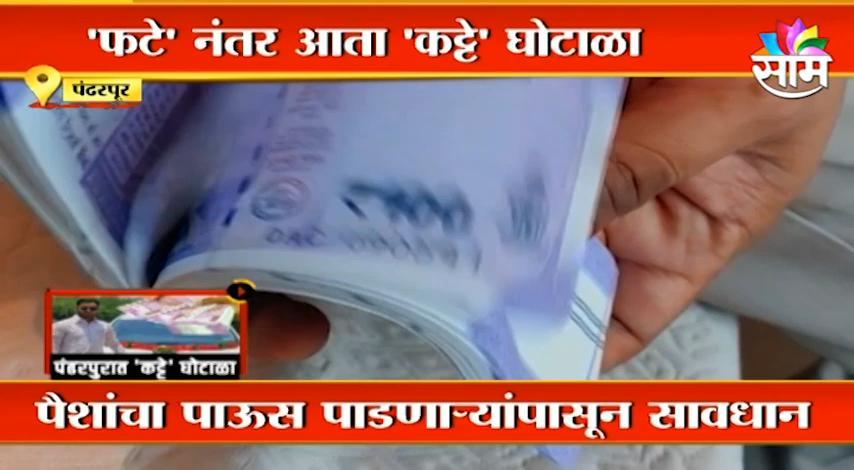 'फटे' नंतर आता 'कट्टे' घोटाळा
साम
पंढरपूर
पंढरपुरात 'कट्टे' घोटाळा
पैशांचा पाऊस पाडणाऱ्यांपासून सावधान